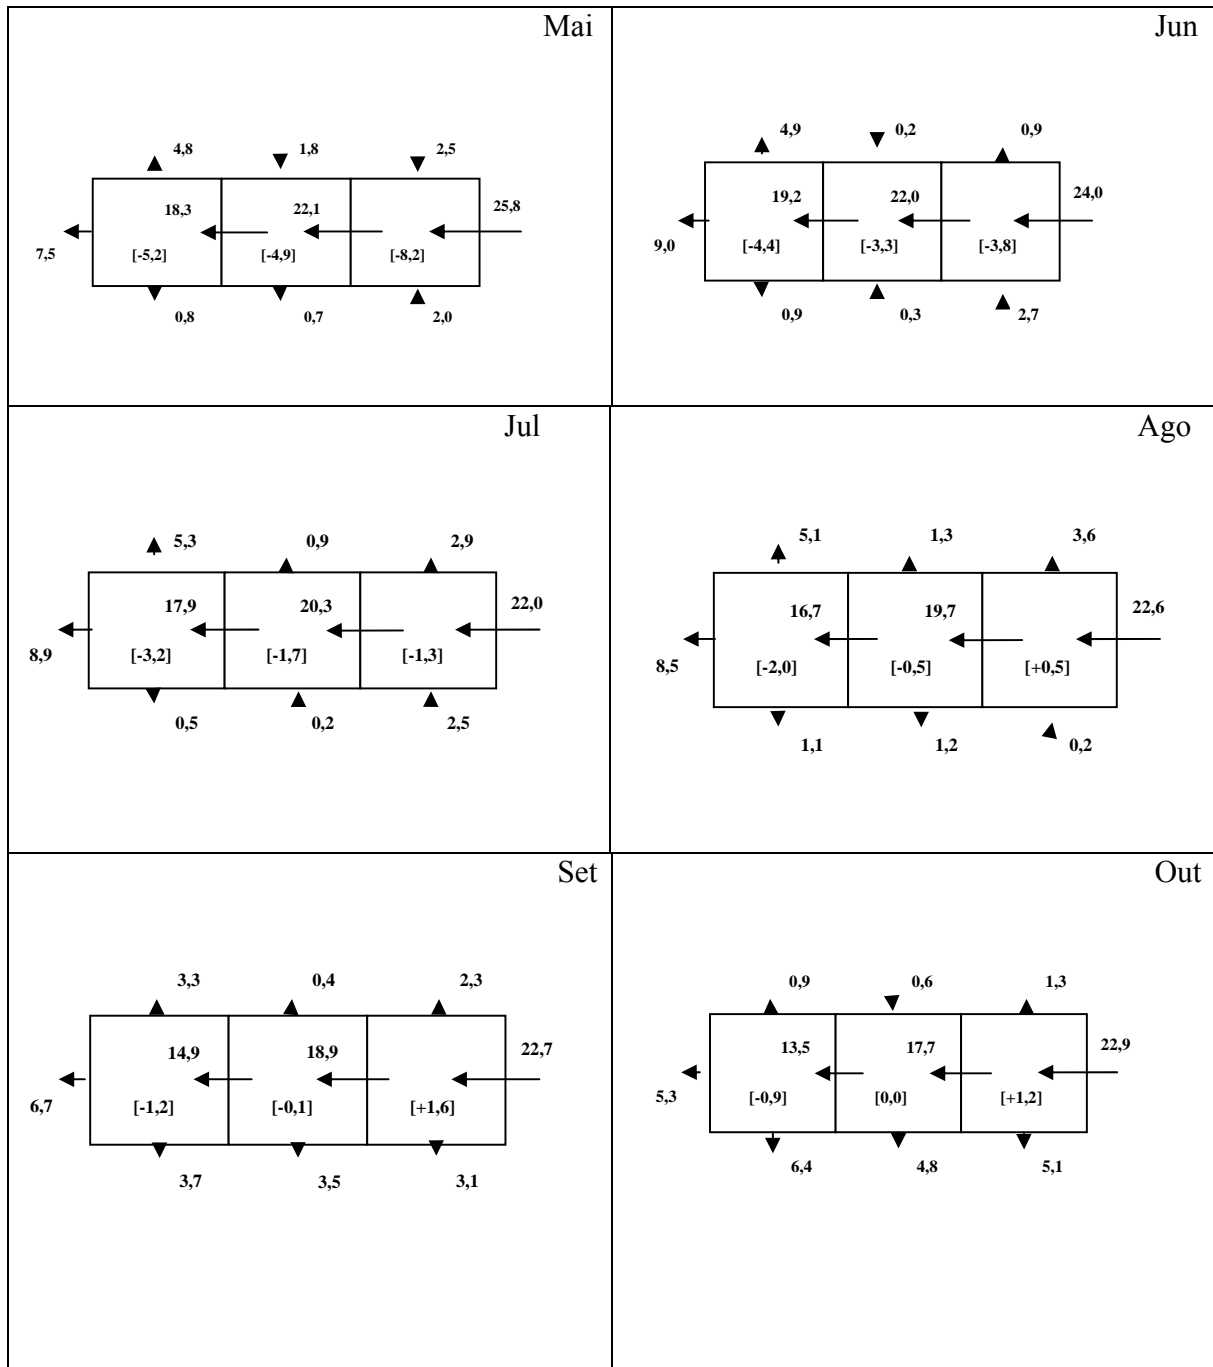 Mai
4,8 1,8 2,5
18,3 22,1 25,8
7,5 [-5,2] [-4,9] [-8,2]
0,8 0,7 2,0
Jun
4,9 0,2 0,9
19,2 22,0 24,0
9,0 [-4,4] [-3,3] [-3,8]
0,9 0,3 2,7
Jul
5,3 0,9 2,9
17,9 20,3 22,0
8,9 [-3,2] [-1,7] [-1,3]
0,5 0,2 2,5
Ago
5,1 1,3 3,6
16,7 19,7 22,6
8,5 [-2,0] [-0,5] [+0,5]
1,1 1,2 0,2
Set
3,3 0,4 2,3
14,9 18,9 22,7
6,7 [-1,2] [-0,1] [+1,6]
3,7 3,5 3,1
Out
0,9 0,6 1,3
13,5 17,7 22,9
5,3 [-0,9] [0,0] [+1,2]
6,4 4,8 5,1